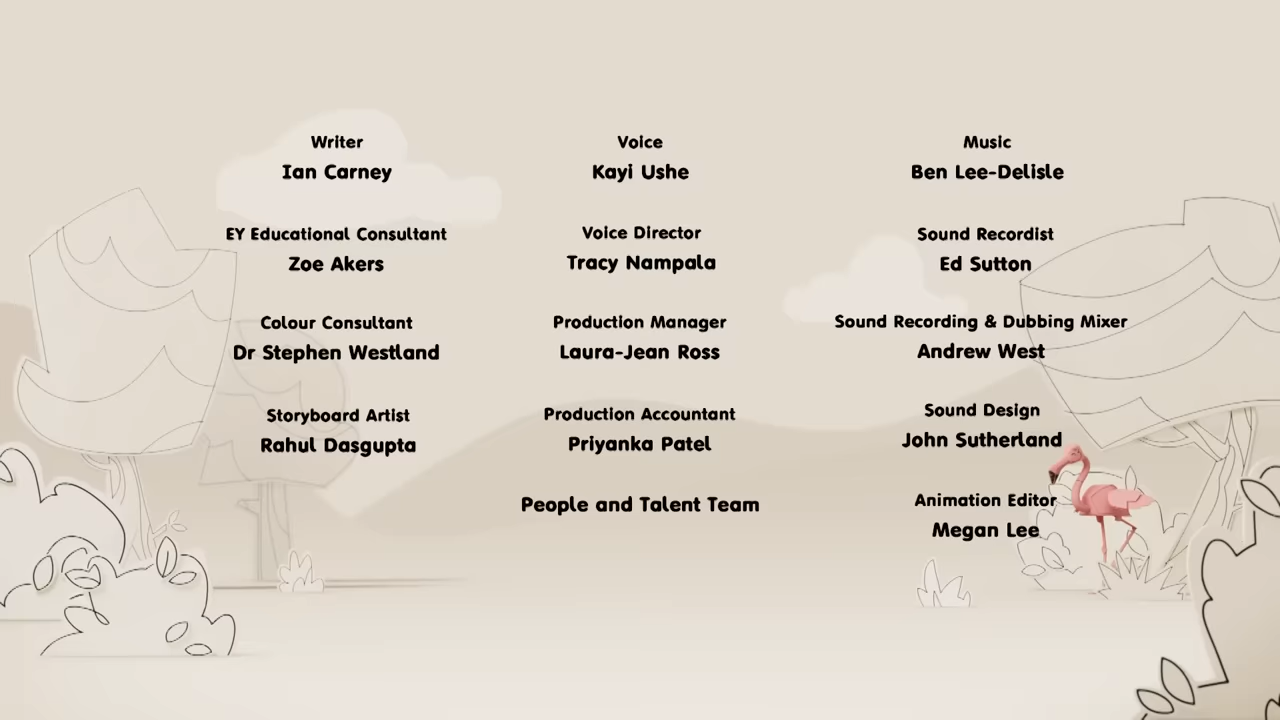 Writer
Ian Carney
EY Educational Consultant
Zoe Akers
Colour Consultant
Dr Stephen Westland
Storyboard Artist
Rahul Dasgupta
Voice
Kayi Ushe
Voice Director
Tracy Nampala
Production Manager
Laura-Jean Ross
Production Accountant
Priyanka Patel
People and Talent Team
Music
Ben Lee-Delisle
Sound Recordist
Ed Sutton
Sound Recording & Dubbing Mixer
Andrew West
Sound Design
John Sutherland
Animation Editor
Megan Lee